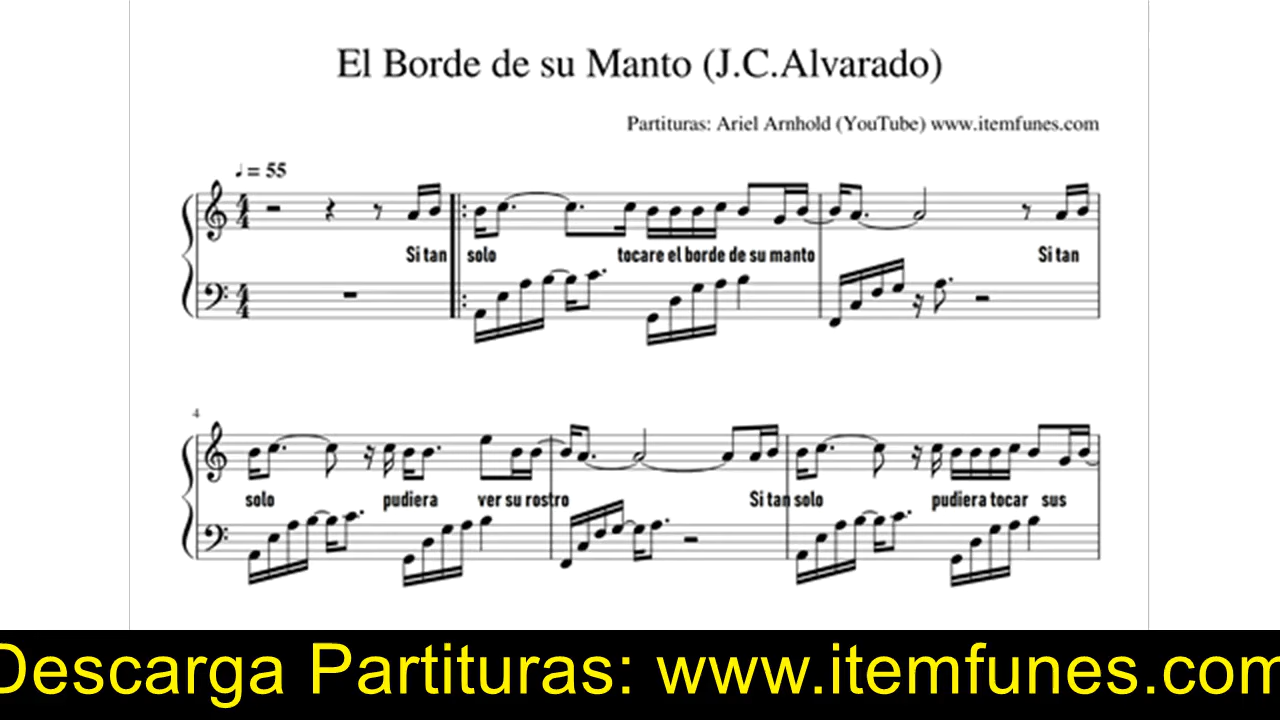 El Borde de su Manto (J.C.Alvarado)
Partituras: Ariel Arnhold (YouTube) www.itemfunes.com
♩ = 55
Si tan solo tocare el borde de su manto Si tan
4
solo pudiera ver su rostro Si tan solo pudiera tocar sus
Descarga Partituras: www.itemfunes.com